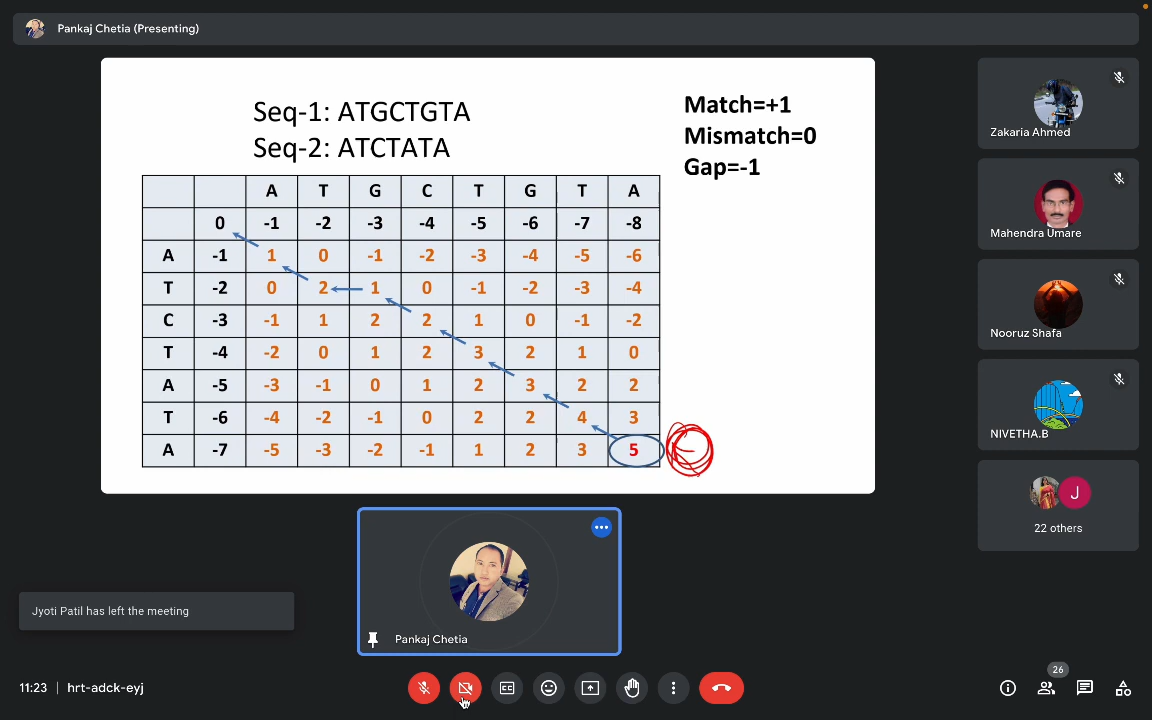 Pankaj Chetia (Presenting)
Seq-1: ATGCTGTA
Seq-2: ATCTATA
Match=+1
Mismatch=0
Gap=-1
A T G C T G T A
0 -1 -2 -3 -4 -5 -6 -7 -8
A -1 1 0 -1 -2 -3 -4 -5 -6
T -2 0 2 1 0 -1 -2 -3 -4
C -3 -1 1 2 2 1 0 -1 -2
T -4 -2 0 1 2 3 2 1 0
A -5 -3 -1 0 1 2 3 2 2
T -6 -4 -2 -1 0 2 2 4 3
A -7 -5 -3 -2 -1 1 2 3 5
Zakaria Ahmed
Mahendra Umare
Nooruz Shafa
NIVETHA.B
J
22 others
Jyoti Patil has left the meeting
Pankaj Chetia
11:23 | hrt-adck-eyj
CC
26